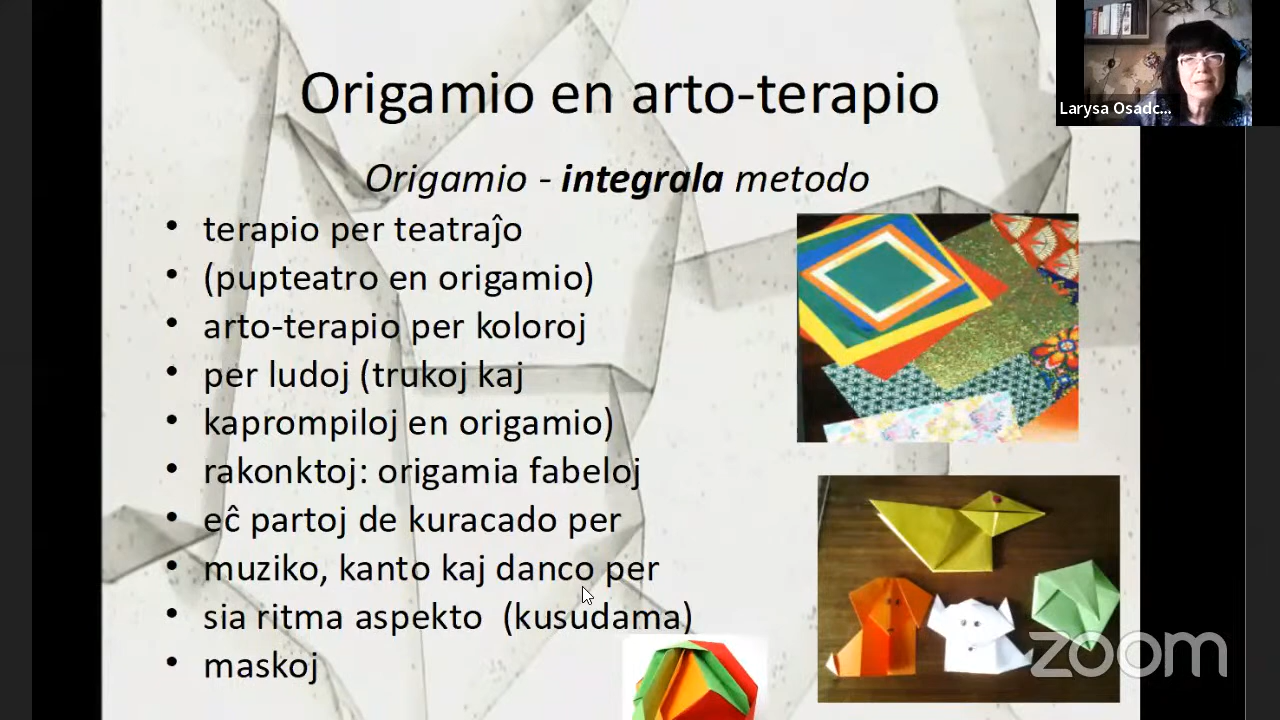 Origamio en arto-terapio
Larysa Osadc...
Origamio - integrala metodo
• terapio per teatraĵo
• (pupteatro en origamio)
• arto-terapio per koloroj
• per ludoj (trukoj kaj
• kaprompiloj en origamio)
• rakonktoj: origamia fabeloj
• eĉ partoj de kuracado per
• muziko, kanto kaj danco per
• sia ritma aspekto (kusudama)
• maskoj
zoom